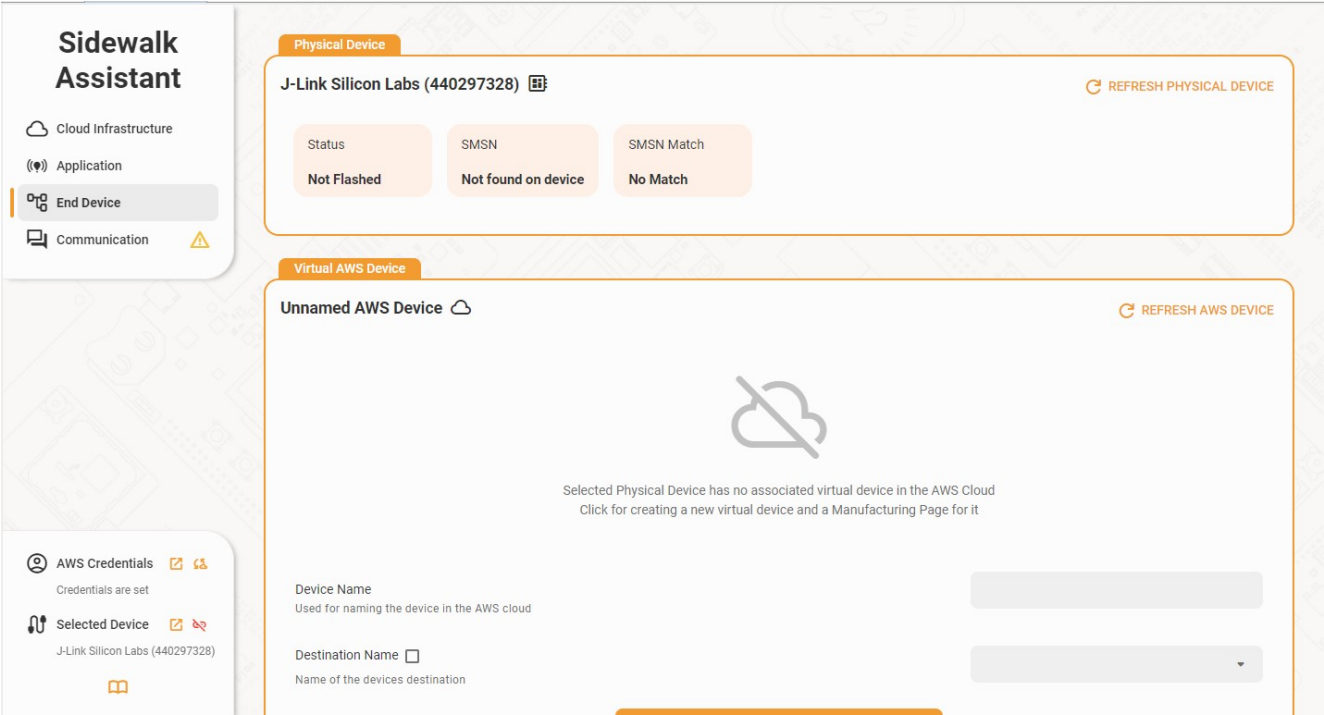 Sidewalk
Assistant
Cloud Infrastructure
Application
End Device
Communication
Physical Device
J-Link Silicon Labs (440297328)
REFRESH PHYSICAL DEVICE
Status
Not Flashed
SMSN
Not found on device
SMSN Match
No Match
Virtual AWS Device
Unnamed AWS Device
REFRESH AWS DEVICE
Selected Physical Device has no associated virtual device in the AWS Cloud
Click for creating a new virtual device and a Manufacturing Page for it
Device Name
Used for naming the device in the AWS cloud
Destination Name
Name of the devices destination
AWS Credentials
Credentials are set
Selected Device
J-Link Silicon Labs (440297328)